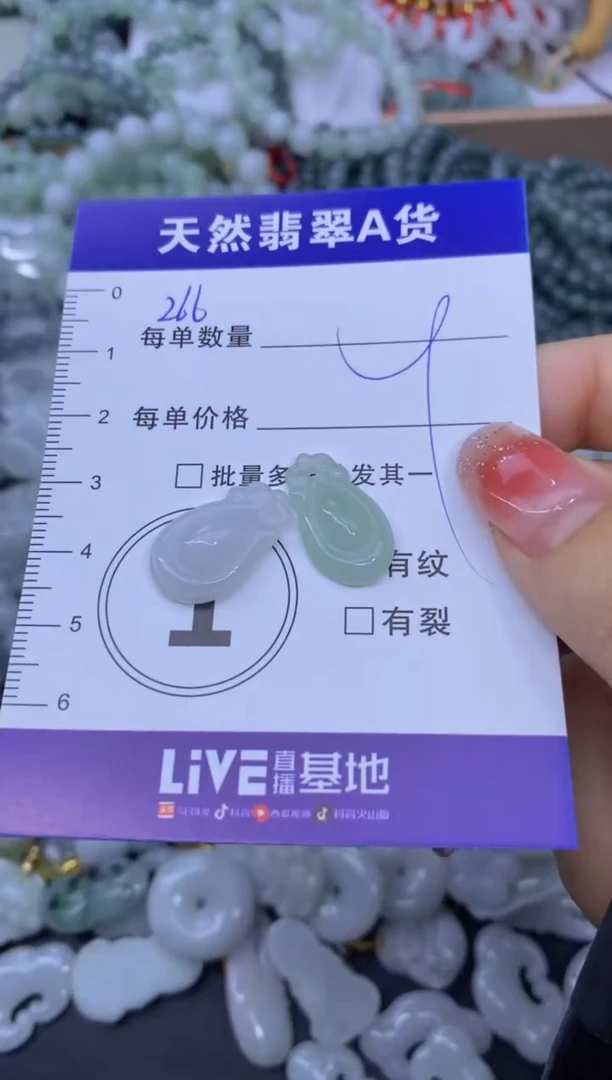 天然翡翠A货
0
266
每单数量
1
2
每单价格
3
批量多 发其一
4
有纹
5
1
有裂
6
LiVE直播基地
抖音 西瓜视频 抖音火山版